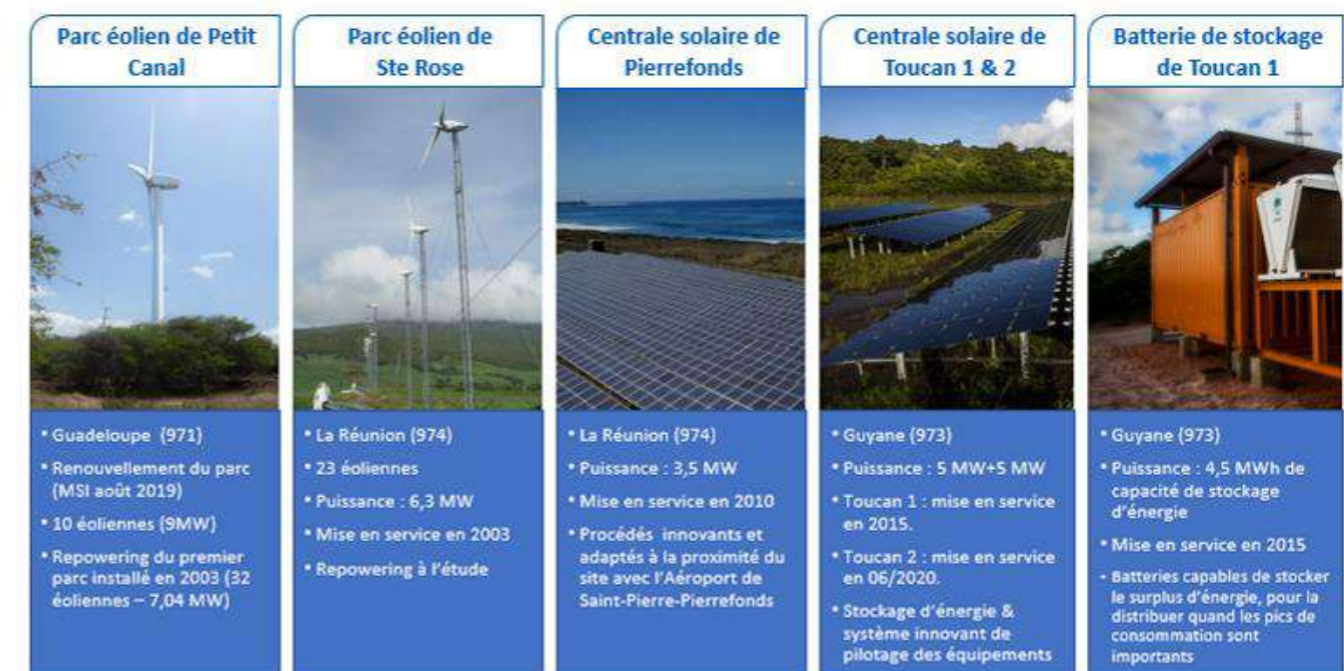 Parc éolien de Petit
Canal
• Guadeloupe (971)
• Renouvellement du parc
(MSI août 2019)
• 10 éoliennes (9MW)
• Repowering du premier
parc installé en 2003 (32
éoliennes – 7,04 MW)
Parc éolien de
Ste Rose
• La Réunion (974)
• 23 éoliennes
• Puissance : 6,3 MW
• Mise en service en 2003
• Repowering à l'étude
Centrale solaire de
Pierrefonds
• La Réunion (974)
• Puissance : 3,5 MW
• Mise en service en 2010
• Procédés innovants et
adaptés à la proximité du
site avec l'Aéroport de
Saint-Pierre-Pierrefonds
Centrale solaire de
Toucan 1 & 2
• Guyane (973)
• Puissance : 5 MW+5 MW
• Toucan 1 : mise en service
en 2015.
• Toucan 2 : mise en service
en 06/2020.
• Stockage d'énergie &
système innovant de
pilotage des équipements
Batterie de stockage
de Toucan 1
• Guyane (973)
• Puissance : 4,5 MWh de
capacité de stockage
d'énergie
• Mise en service en 2015
- Batteries capables de stocker
le surplus d'énergie, pour la
distribuer quand les pics de
consommation sont
importants